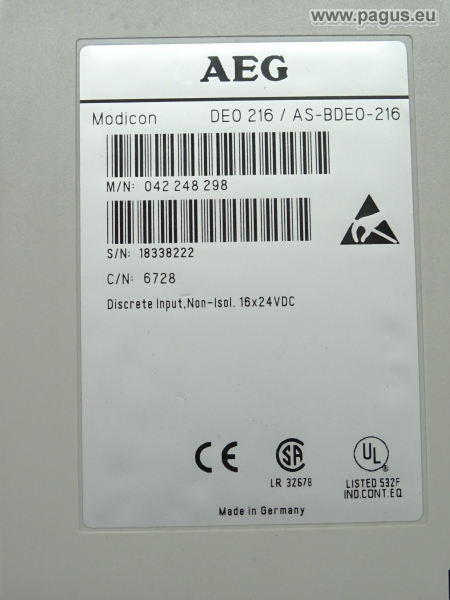 www.pagus.eu
AEG
Modicon DEO 216 / AS-BDEO-216
M/N: 042 248 298
S/N: 18338222
C/N: 6728
Discrete Input,Non-Isol. 16x24VDC
CE SA UL
LR 32678 LISTED 532F
IND.CONT.EQ
Made in Germany